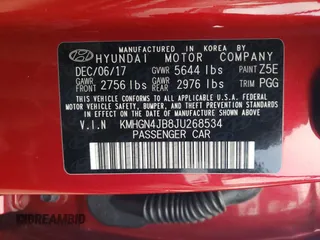 MANUFACTURED IN KOREA BY
HYUNDAI MOTOR COMPANY
DEC/06/17 GVWR 5644 lbs PAINT Z5E
FRONT GAWR 2756 lbs REAR GAWR 2976 lbs TRIM PGG
THIS VEHICLE CONFORMS TO ALL APPLICABLE FEDERAL
MOTOR VEHICLE SAFETY, BUMPER, AND THEFT PREVENTION
STANDARDS IN EFFECT ON THE DATE OF MANUFACTURE SHOWN ABOVE.
V.I.N KMHGN4JB8JU268534
PASSENGER CAR
CIBREAMBID